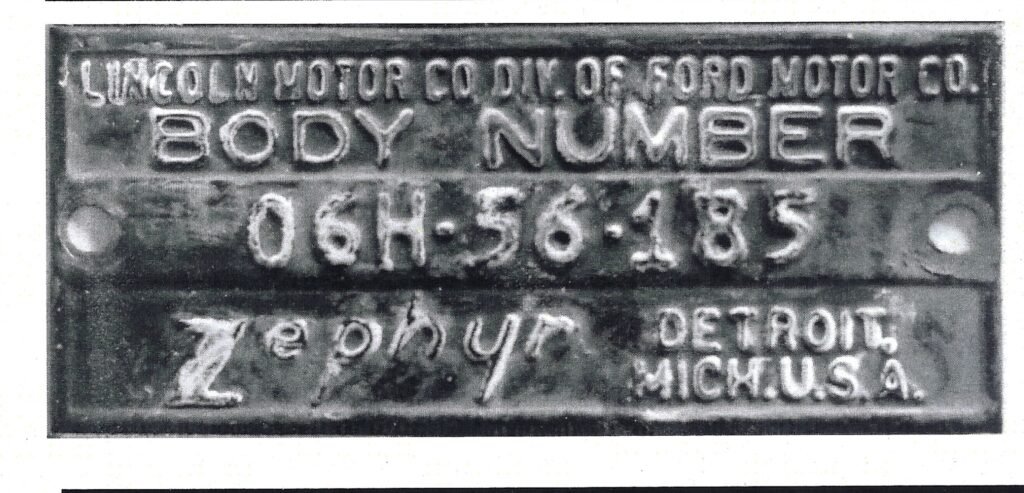 LINCOLN MOTOR CO. DIV. OF FORD MOTOR CO.
BODY NUMBER
06H·56·185
Zephyr
DETROIT,
MICH. U.S.A.